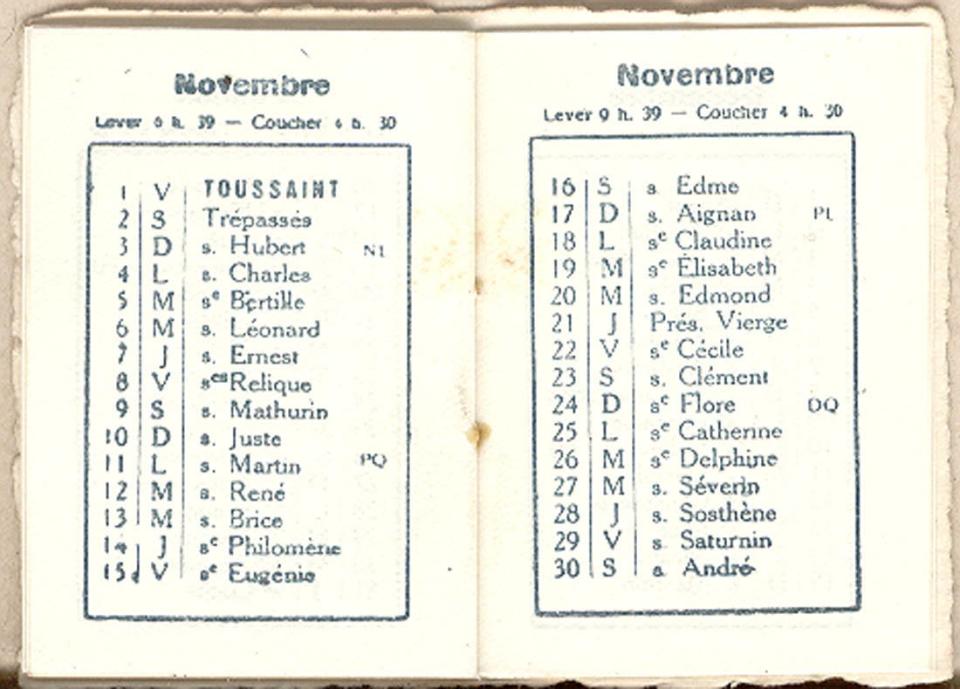 Novembre
Lever 6 h. 39 — Coucher 4 h. 30
1 V TOUSSAINT
2 S Trépassés
3 D s. Hubert NL
4 L s. Charles
5 M sᵉ Bertille
6 M s. Léonard
7 J s. Ernest
8 V sᵉˢ Relique
9 S s. Mathurin
10 D s. Juste
11 L s. Martin PQ
12 M s. René
13 M s. Brice
14 J sᵉ Philomène
15 V sᵉ Eugénie
Novembre
Lever 9 h. 39 — Coucher 4 h. 30
16 S s. Edme
17 D s. Aignan PL
18 L sᵉ Claudine
19 M sᵉ Élisabeth
20 M s. Edmond
21 J Prés. Vierge
22 V sᵉ Cécile
23 S s. Clément
24 D sᵉ Flore DQ
25 L sᵉ Catherine
26 M sᵉ Delphine
27 M s. Séverin
28 J s. Sosthène
29 V s. Saturnin
30 S s. André